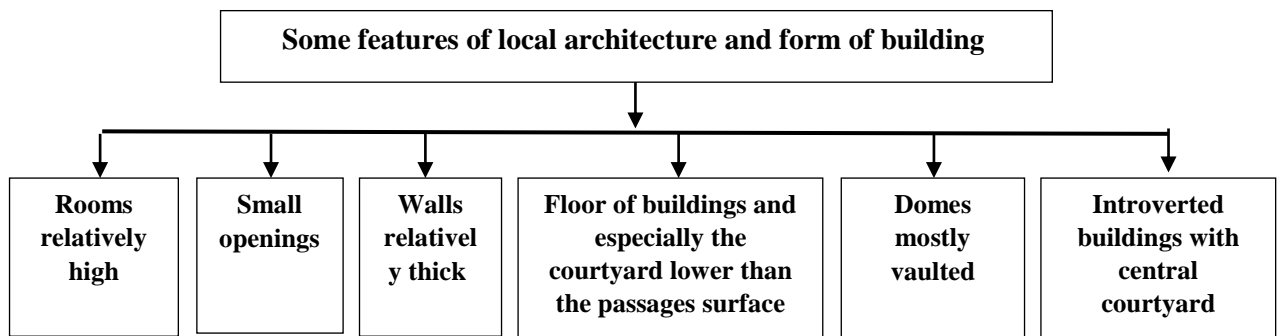 Some features of local architecture and form of building
Rooms
relatively
high
Small
openings
Walls
relativel
y thick
Floor of buildings and
especially the
courtyard lower than
the passages surface
Domes
mostly
vaulted
Introverted
buildings with
central
courtyard